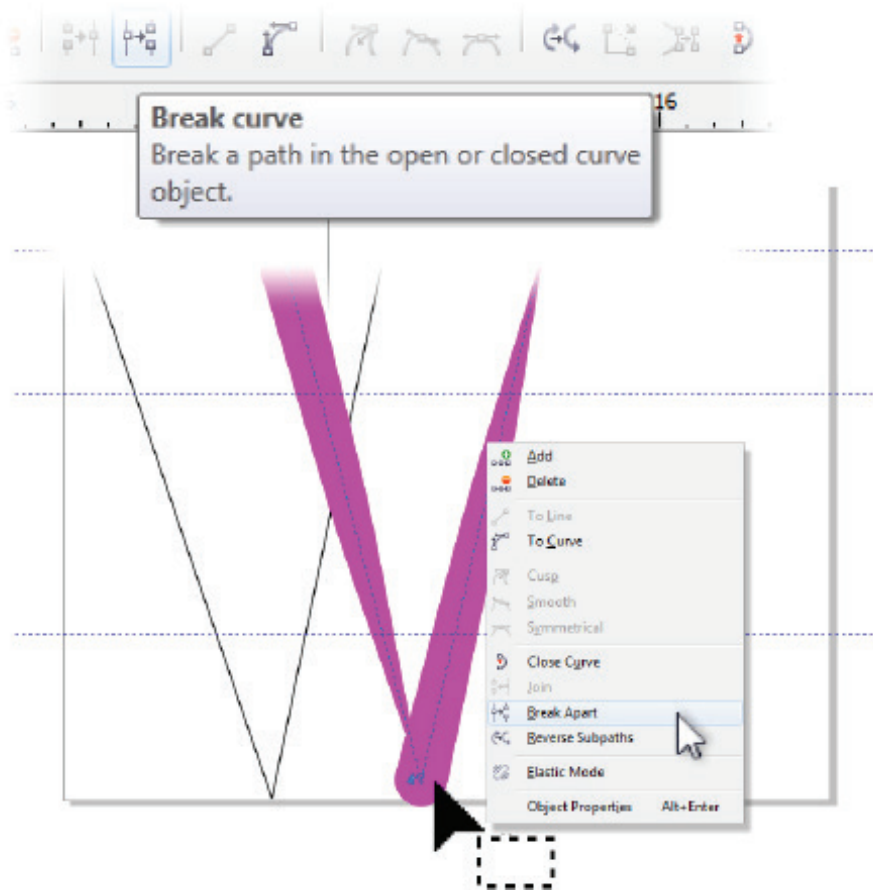 16
Break curve
Break a path in the open or closed curve
object.
Add
Delete
To Line
To Curve
Cusp
Smooth
Symmetrical
Close Curve
Join
Break Apart
Reverse Subpaths
Elastic Mode
Object Properties Alt+Enter